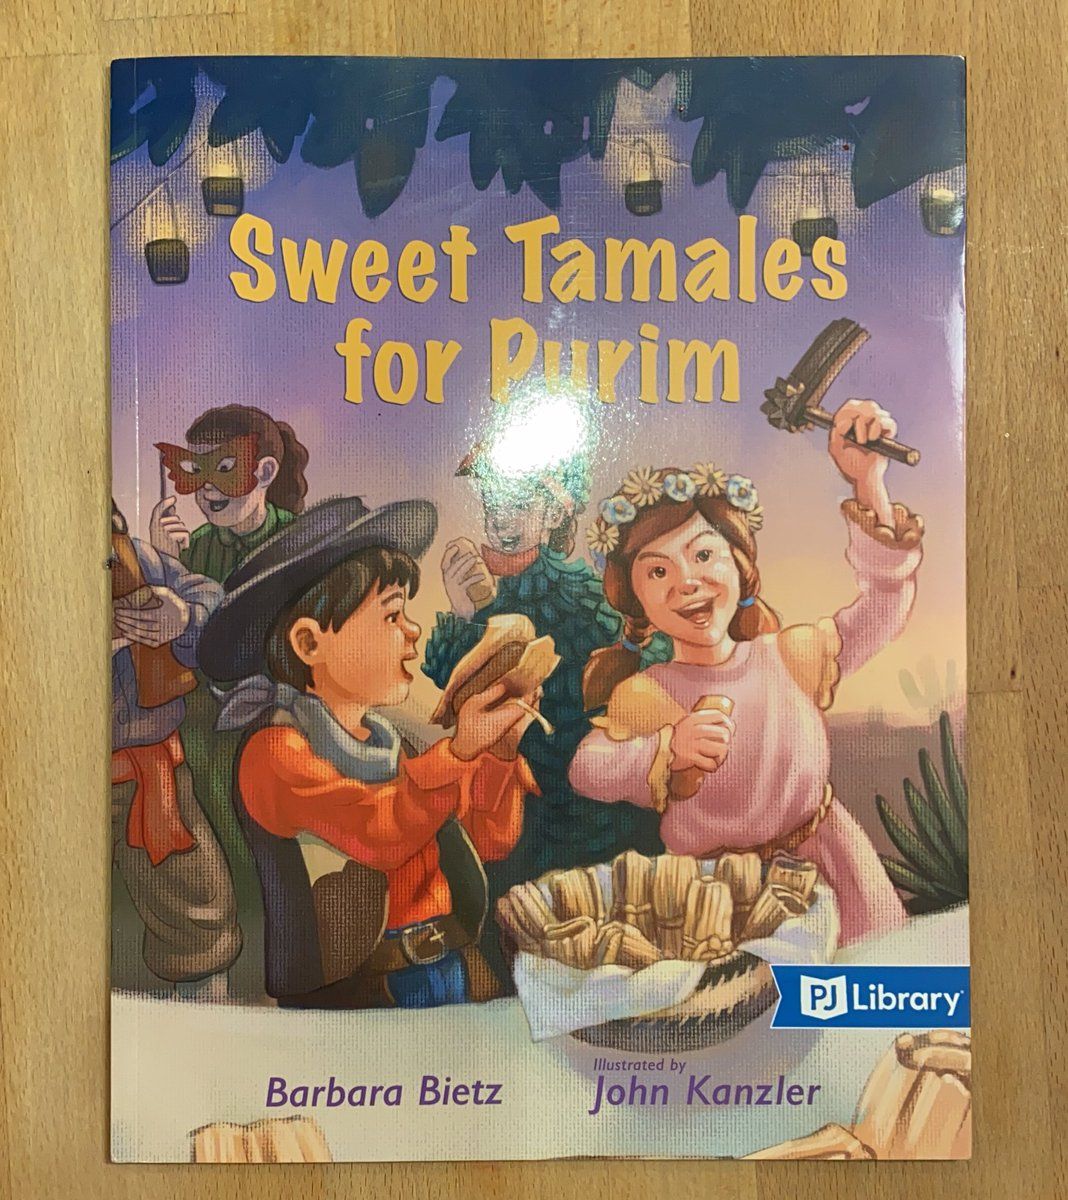 Sweet Tamales
for Purim
PJ Library
Illustrated by
Barbara Bietz John Kanzler